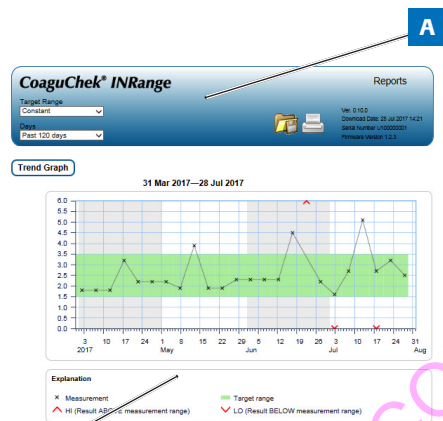 A
CoaguChek® INRange
Reports
Target Range
Constant
Days
Past 120 days
Ver. 0.10.0
Download Date: 25 Jul 2017 14:21
Serial Number U100000001
Firmware Version 1.2.3
Trend Graph
31 Mar 2017—28 Jul 2017
6.0
5.5
5.0
4.5
4.0
3.5
3.0
2.5
2.0
1.5
1.0
0.5
0.0
3 10 17 24 1 8 15 22 29 5 12 19 26 3 10 17 24 31
2017 May Jun Jul Aug
Explanation
× Measurement
Target range
HI (Result ABOVE measurement range)
LO (Result BELOW measurement range)